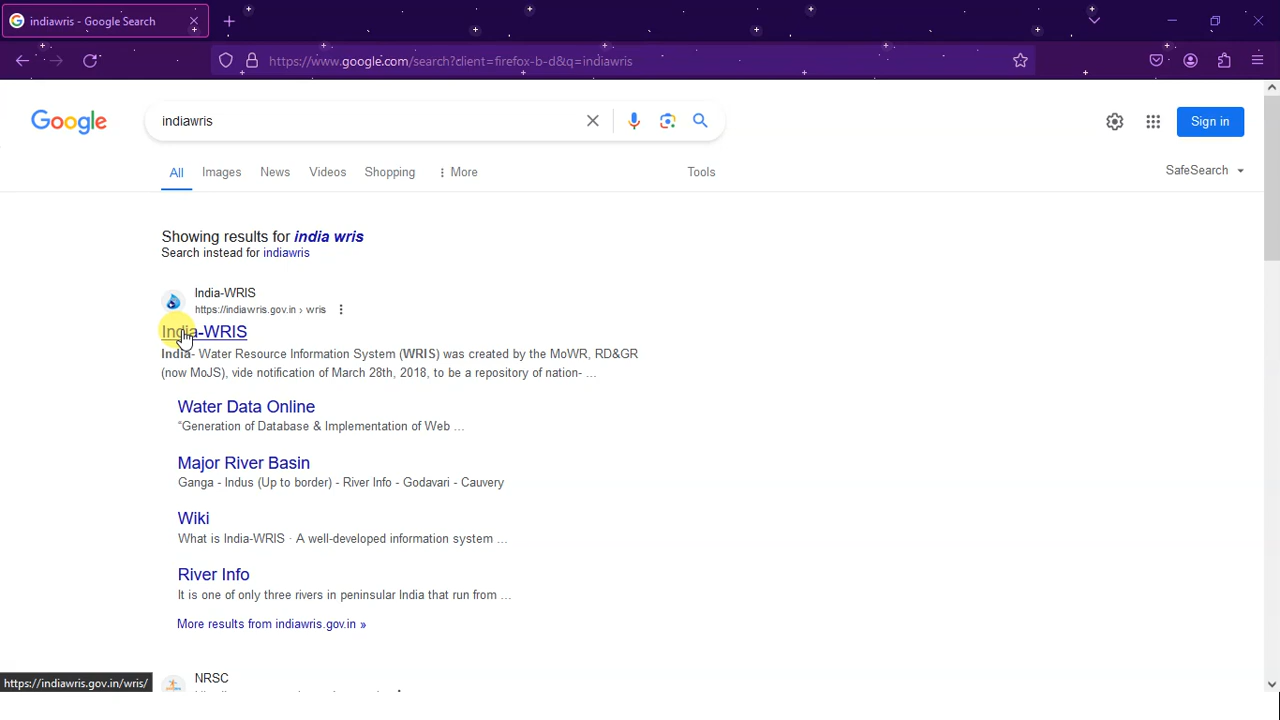 indiawris - Google Search
https://www.google.com/search?client=firefox-b-d&q=indiawris
Google
indiawris
Sign in
All
Images
News
Videos
Shopping
More
Tools
SafeSearch
Showing results for india wris
Search instead for indiawris
India-WRIS
https://indiawris.gov.in › wris
India-WRIS
India- Water Resource Information System (WRIS) was created by the MoWR, RD&GR
(now MoJS), vide notification of March 28th, 2018, to be a repository of nation- ...
Water Data Online
“Generation of Database & Implementation of Web ...
Major River Basin
Ganga - Indus (Up to border) - River Info - Godavari - Cauvery
Wiki
What is India-WRIS · A well-developed information system ...
River Info
It is one of only three rivers in peninsular India that run from ...
More results from indiawris.gov.in »
NRSC
https://indiawris.gov.in/wris/